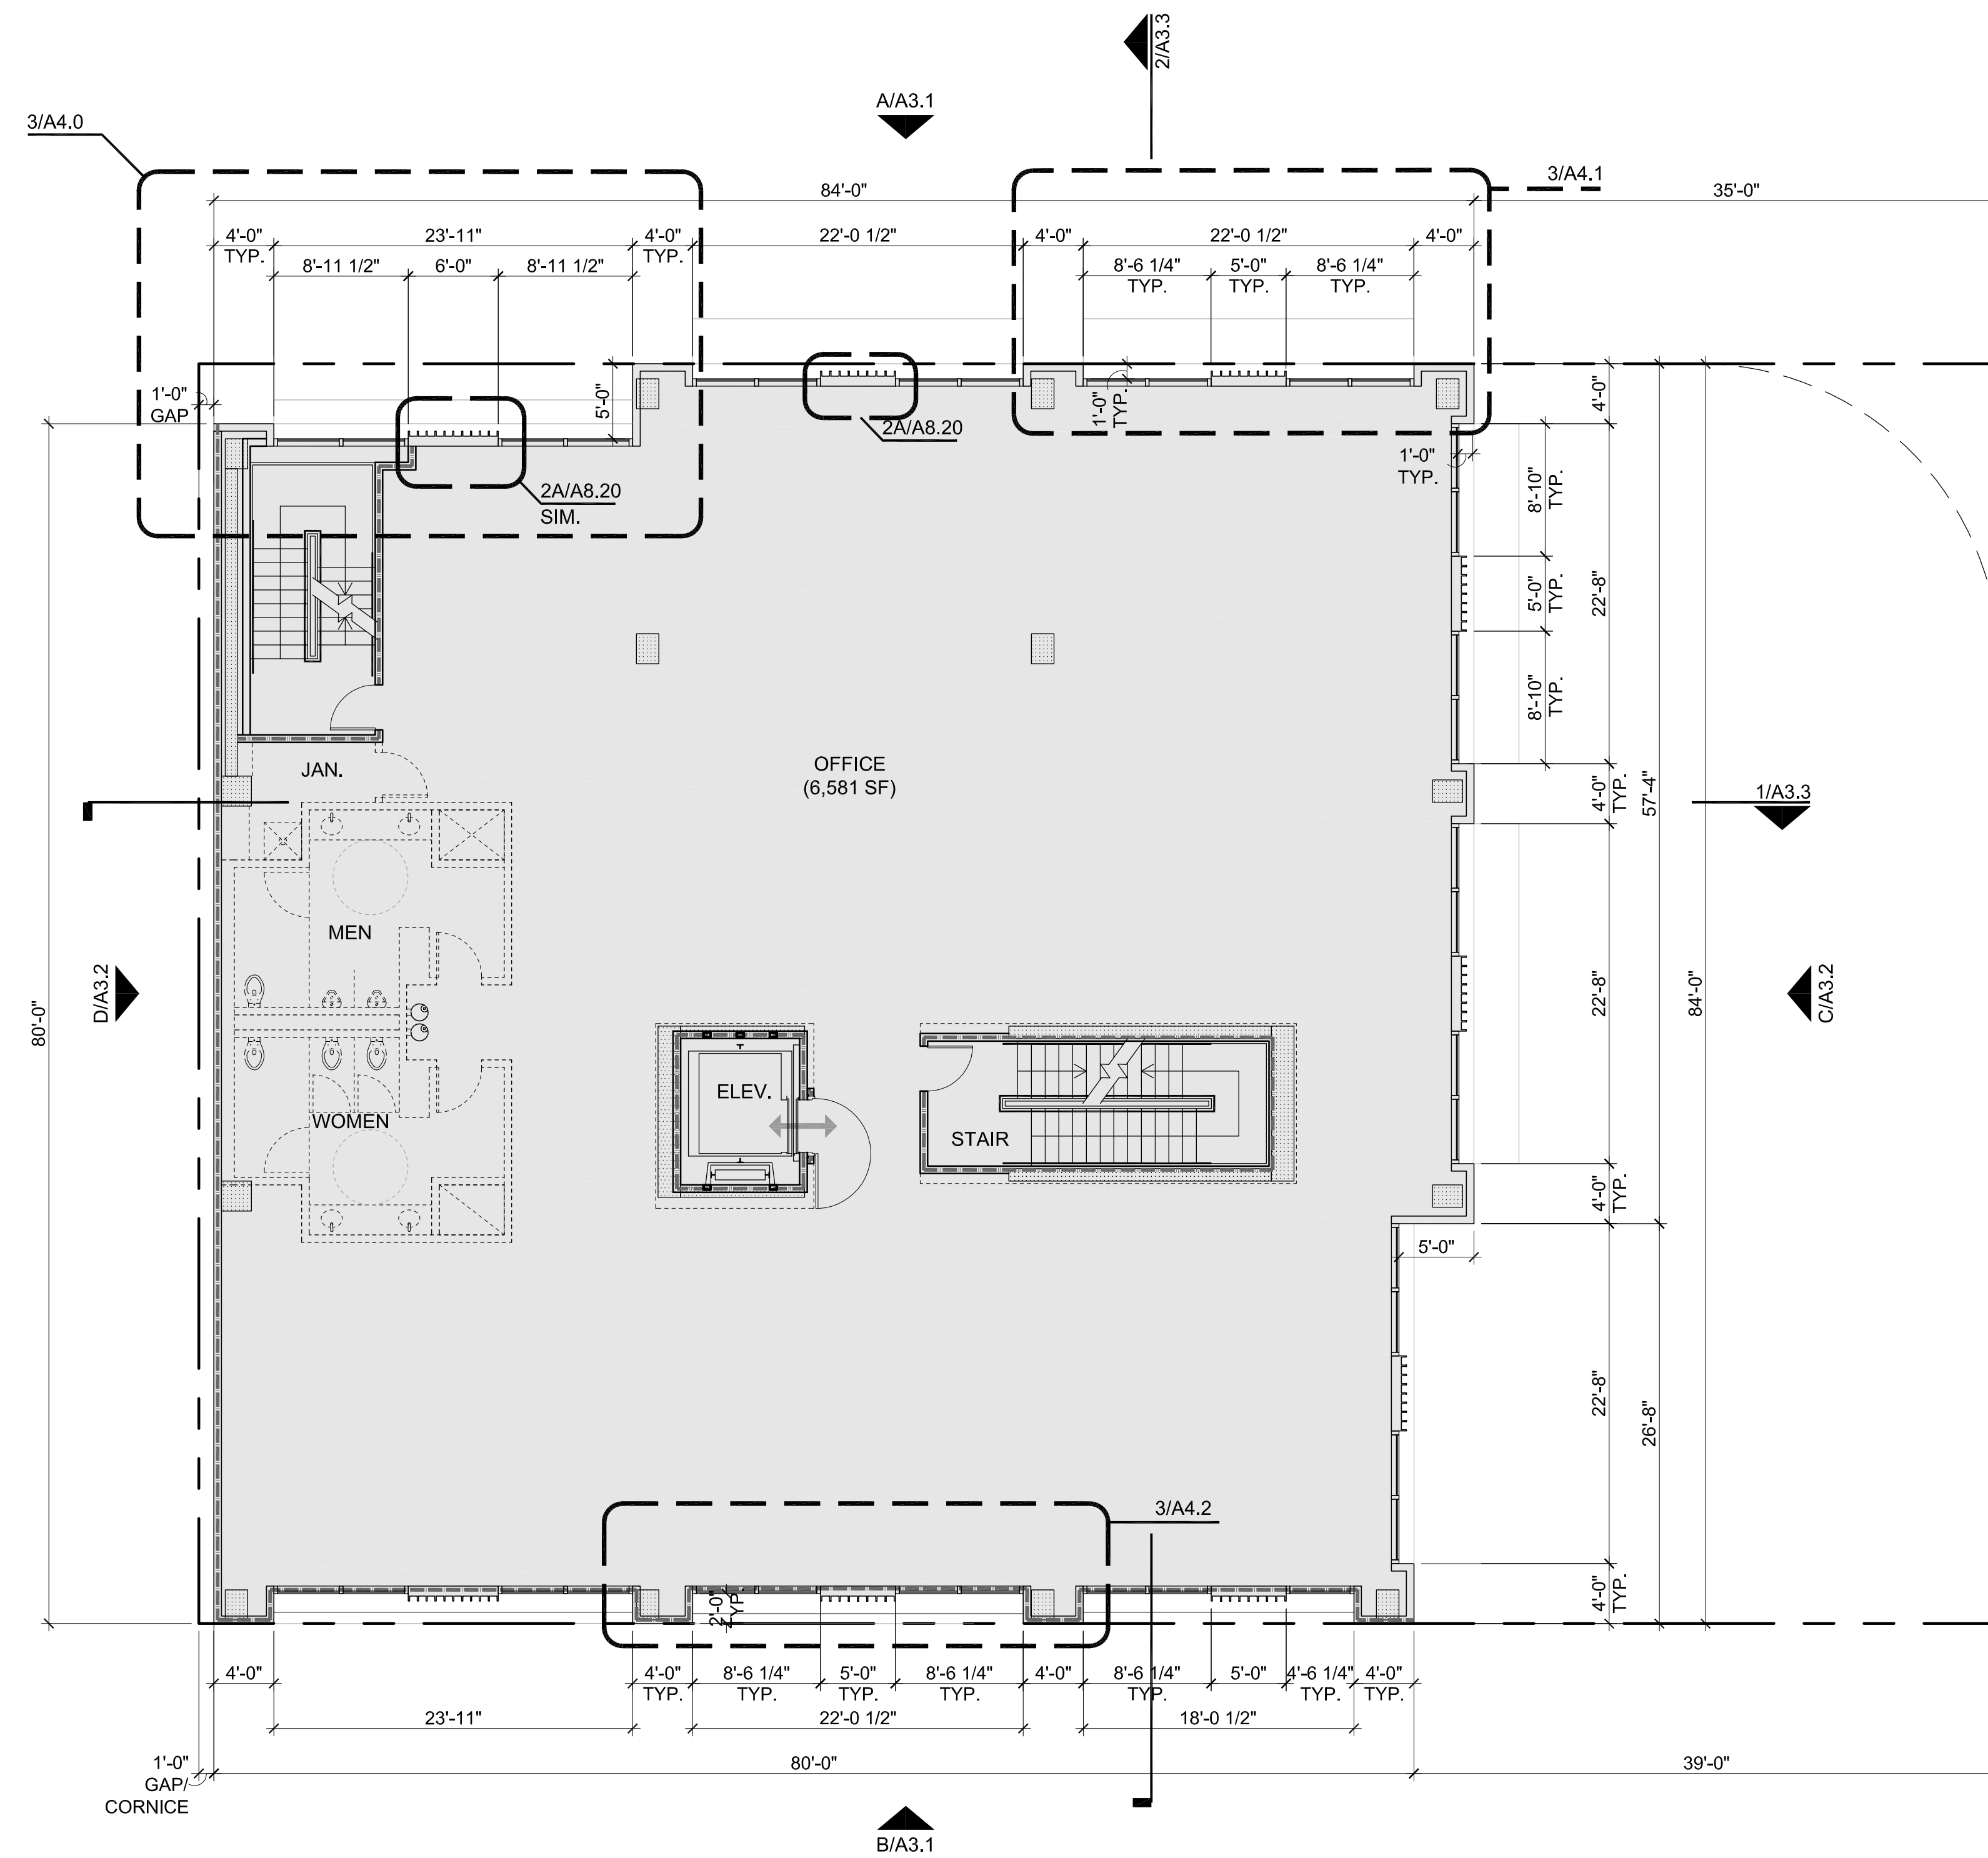 2/A3.3
A/A3.1
3/A4.0
3/A4.1
84'-0"
35'-0"
4'-0"
TYP.
23'-11"
4'-0"
TYP.
22'-0 1/2"
4'-0"
22'-0 1/2"
4'-0"
8'-11 1/2"
6'-0"
8'-11 1/2"
8'-6 1/4"
TYP.
5'-0"
TYP.
8'-6 1/4"
TYP.
1'-0"
GAP
5'-0"
2A/A8.20
1'-0"
TYP.
4'-0"
1'-0"
TYP.
2A/A8.20
SIM.
8'-10"
TYP.
5'-0"
TYP.
22'-8"
8'-10"
TYP.
OFFICE
(6,581 SF)
JAN.
4'-0"
TYP.
57'-4"
1/A3.3
MEN
D/A3.2
80'-0"
22'-8"
84'-0"
C/A3.2
ELEV.
WOMEN
STAIR
4'-0"
TYP.
5'-0"
22'-8"
26'-8"
3/A4.2
2'-0"
TYP.
4'-0"
TYP.
4'-0"
4'-0"
TYP.
8'-6 1/4"
TYP.
5'-0"
TYP.
8'-6 1/4"
TYP.
4'-0"
8'-6 1/4"
TYP.
5'-0"
4'-6 1/4"
TYP.
4'-0"
TYP.
23'-11"
22'-0 1/2"
18'-0 1/2"
1'-0"
GAP/
CORNICE
80'-0"
39'-0"
B/A3.1